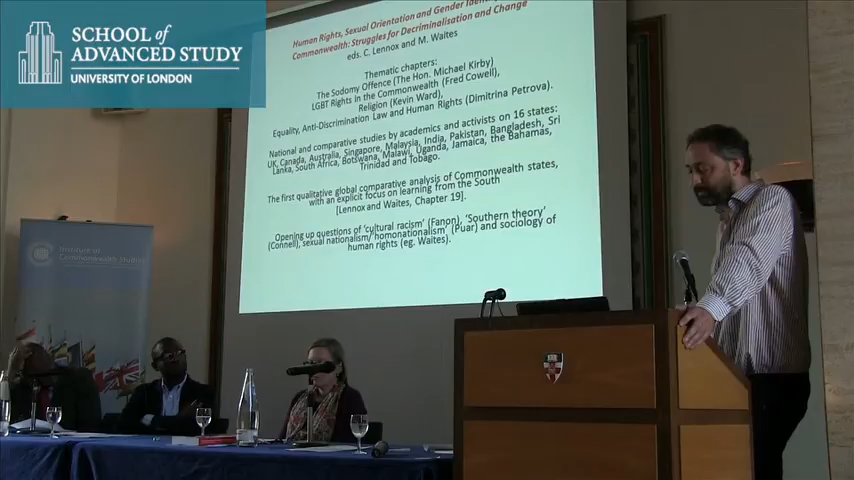 SCHOOL of
ADVANCED STUDY
UNIVERSITY OF LONDON
Human Rights, Sexual Orientation and Gender Identity
Commonwealth: Struggles for Decriminalisation and Change
eds. C. Lennox and M. Waites
Thematic chapters:
The Sodomy Offence (The Hon. Michael Kirby)
LGBT Rights in the Commonwealth (Fred Cowell),
Religion (Kevin Ward),
Equality, Anti-Discrimination Law and Human Rights (Dimitrina Petrova).
National and comparative studies by academics and activists on 16 states:
UK, Canada, Australia, Singapore, Malaysia, India, Pakistan, Bangladesh, Sri
Lanka, South Africa, Botswana, Malawi, Uganda, Jamaica, the Bahamas,
Trinidad and Tobago.
The first qualitative global comparative analysis of Commonwealth states,
with an explicit focus on learning from the South
[Lennox and Waites, Chapter 19].
Opening up questions of 'cultural racism' (Fanon), 'Southern theory'
(Connell), sexual nationalism/ homonationalism (Puar) and sociology of
human rights (eg. Waites).
Institute of
Commonwealth Studies